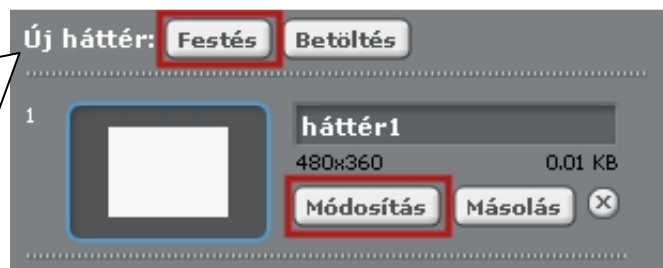 Új háttér: Festés Betöltés
1
háttér1
480x360 0.01 KB
Módosítás Másolás